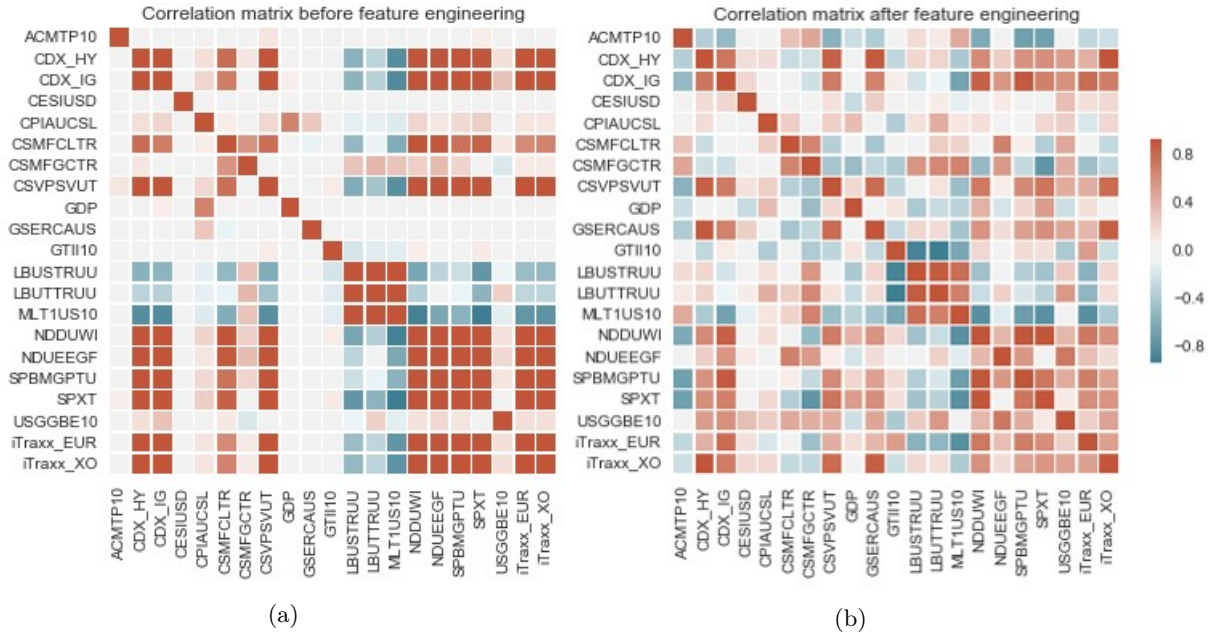 Correlation matrix before feature engineering
ACMTP10
CDX_HY
CDX_IG
CESIUSD
CPIAUCSL
CSMFCLTR
CSMFGCTR
CSVPSVUT
GDP
GSERCAUS
GTII10
LBUSTRUU
LBUTTRUU
MLT1US10
NDDUWI
NDUEEGF
SPBMGPTU
SPXT
USGGBE10
iTraxx_EUR
iTraxx_XO
ACMTP10
CDX_HY
CDX_IG
CESIUSD
CPIAUCSL
CSMFCLTR
CSMFGCTR
CSVPSVUT
GDP
GSERCAUS
GTII10
LBUSTRUU
LBUTTRUU
MLT1US10
NDUUWI
NDUEEGF
SPBMGPTU
SPXT
USGGBE10
iTraxx_EUR
iTraxx_XO
(a)
Correlation matrix after feature engineering
ACMTP10
CDX_HY
CDX_IG
CESIUSD
CPIAUCSL
CSMFCLTR
CSMFGCTR
CSVPSVUT
GDP
GSERCAUS
GTII10
LBUSTRUU
LBUTTRUU
MLT1US10
NDDUWI
NDUEEGF
SPBMGPTU
SPXT
USGGBE10
iTraxx_EUR
iTraxx_XO
ACMTP10
CDX_HY
CDX_IG
CESIUSD
CPIAUCSL
CSMFCLTR
CSMFGCTR
CSVPSVUT
GDP
GSERCAUS
GTII10
LBUSTRUU
LBUTTRUU
MLT1US10
NDDUWI
NDUEEGF
SPBMGPTU
SPXT
USGGBE10
iTraxx_EUR
iTraxx_XO
0.8
0.4
0.0
−0.4
−0.8
(b)